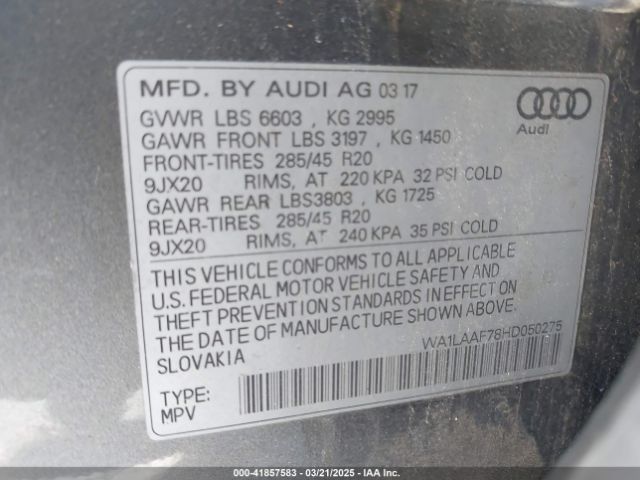 MFD. BY AUDI AG 03 17
GVWR LBS 6603 , KG 2995
GAWR FRONT LBS 3197 , KG 1450
FRONT-TIRES 285/45 R20
9JX20 RIMS, AT 220 KPA 32 PSI COLD
GAWR REAR LBS3803 , KG 1725
REAR-TIRES 285/45 R20
9JX20 RIMS, AT 240 KPA 35 PSI COLD
Audi
THIS VEHICLE CONFORMS TO ALL APPLICABLE
U.S. FEDERAL MOTOR VEHICLE SAFETY AND
THEFT PREVENTION STANDARDS IN EFFECT ON
THE DATE OF MANUFACTURE SHOWN ABOVE.
SLOVAKIA
WA1LAAF78HD050275
TYPE:
MPV
000-41857583 - 03/21/2025 - IAA Inc.